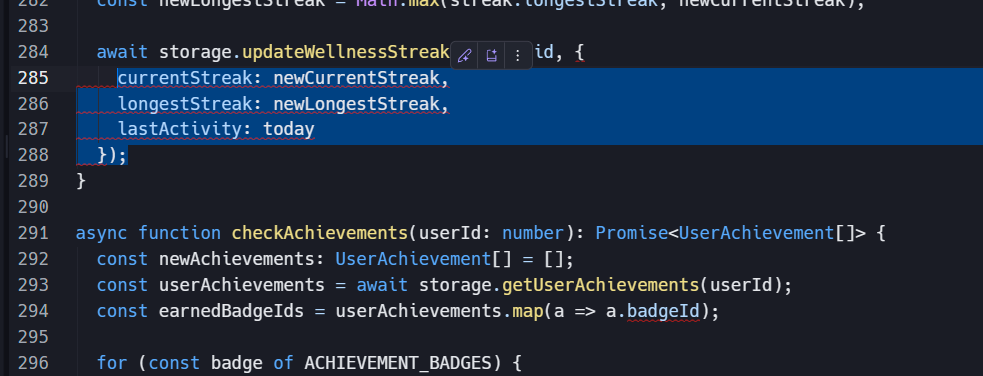 282 const newLongestStreak = Math.max(streak.longestStreak, newCurrentStreak);
283
284 await storage.updateWellnessStreak id, {
285 currentStreak: newCurrentStreak,
286 longestStreak: newLongestStreak,
287 lastActivity: today
288 });
289 }
290
291 async function checkAchievements(userId: number): Promise<UserAchievement[]> {
292 const newAchievements: UserAchievement[] = [];
293 const userAchievements = await storage.getUserAchievements(userId);
294 const earnedBadgeIds = userAchievements.map(a => a.badgeId);
295
296 for (const badge of ACHIEVEMENT_BADGES) {